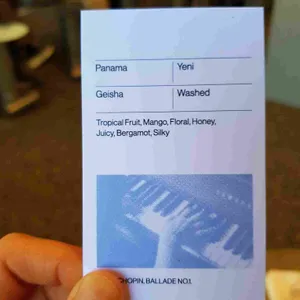 Panama Yeni
Geisha Washed
Tropical Fruit, Mango, Floral, Honey,
Juicy, Bergamot, Silky
CHOPIN, BALLADE NO.1.